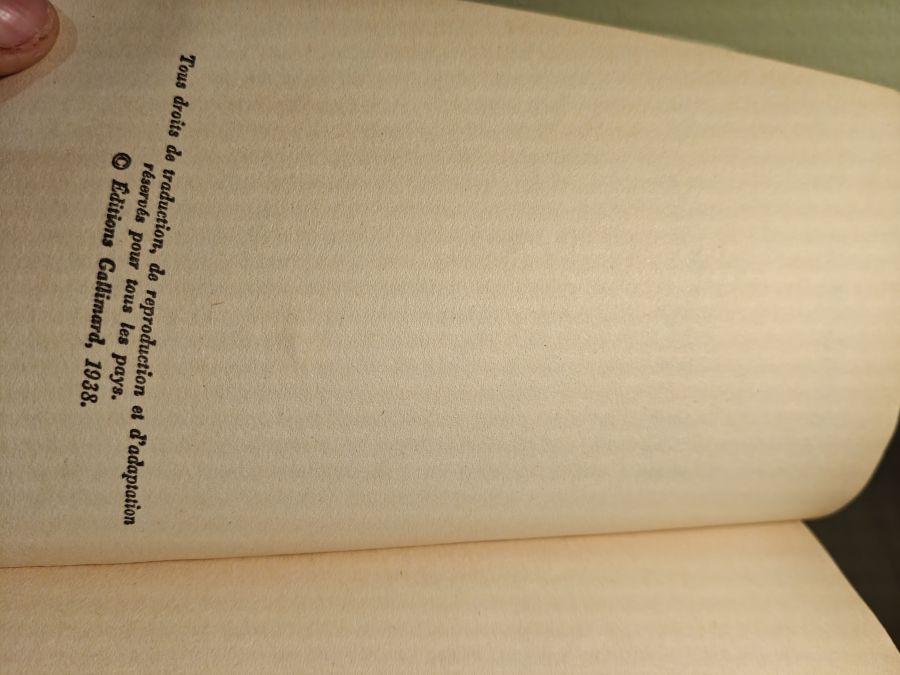 Tous droits de traduction, de reproduction et d'adaptation
réservés pour tous les pays.
© Éditions Gallimard, 1938.